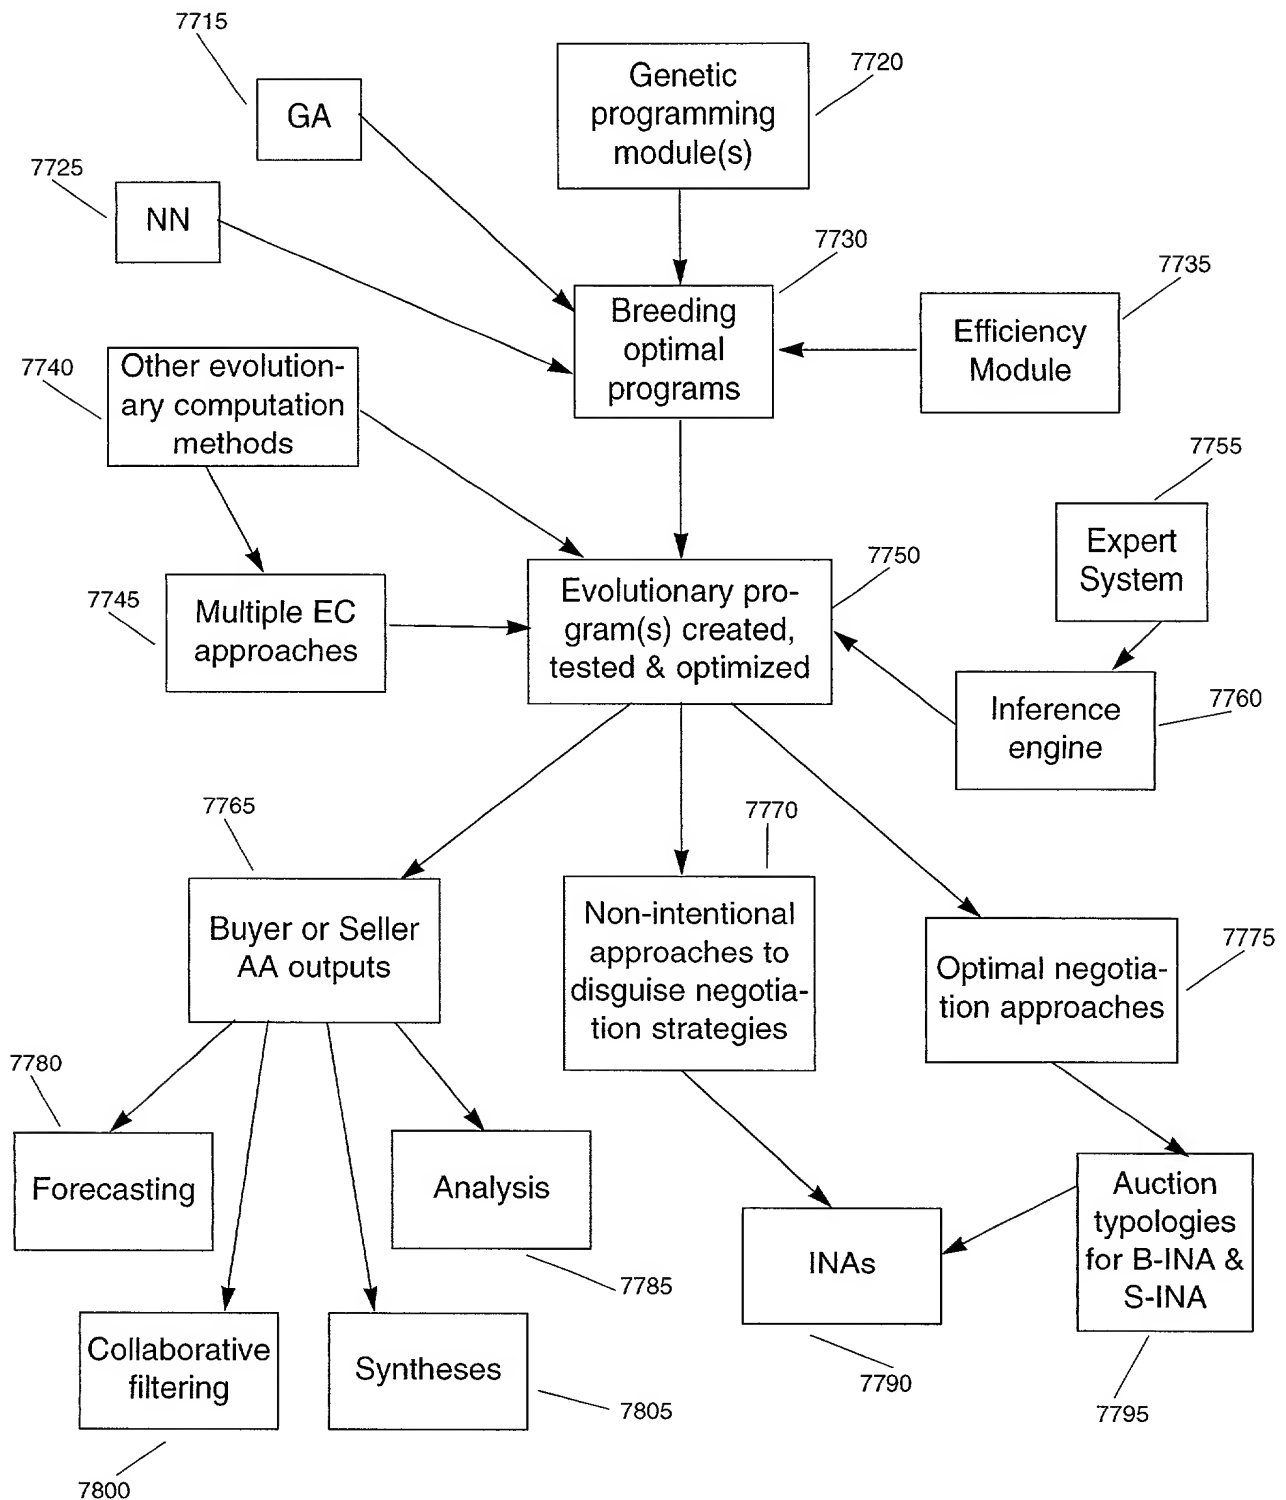 7715
GA
Genetic
programming
module(s)
7720
7725
NN
7730
Breeding
optimal
programs
7735
Efficiency
Module
7740
Other evolution-
ary computation
methods
7745
Multiple EC
approaches
7750
Evolutionary pro-
gram(s) created,
tested & optimized
7755
Expert
System
7760
Inference
engine
7765
Buyer or Seller
AA outputs
7770
Non-intentional
approaches to
disguise negotia-
tion strategies
7775
Optimal negotia-
tion approaches
7780
Forecasting
Analysis
7785
INAs
7790
Auction
typologies
for B-INA &
S-INA
7795
Collaborative
filtering
7800
Syntheses
7805